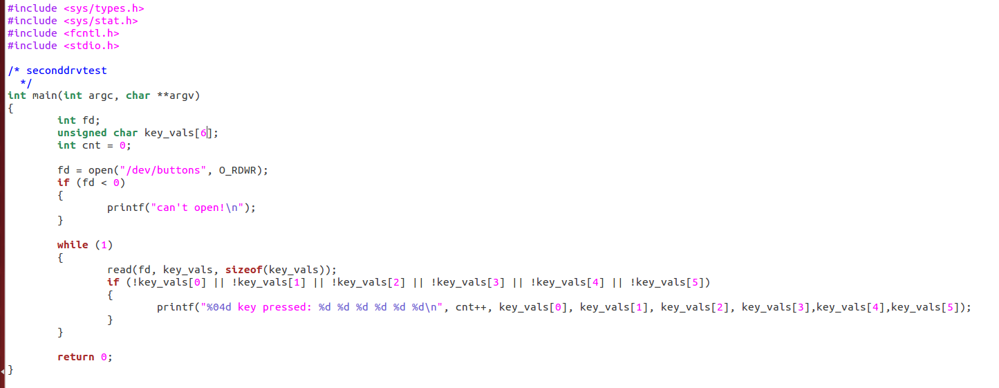 #include <sys/types.h>
#include <sys/stat.h>
#include <fcntl.h>
#include <stdio.h>
/* seconddrvtest
  */
int main(int argc, char **argv)
{
        int fd;
        unsigned char key_vals[6];
        int cnt = 0;
        fd = open("/dev/buttons", O_RDWR);
        if (fd < 0)
        {
                printf("can't open!\n");
        }
        while (1)
        {
                read(fd, key_vals, sizeof(key_vals));
                if (!key_vals[0] || !key_vals[1] || !key_vals[2] || !key_vals[3] || !key_vals[4] || !key_vals[5])
                {
                        printf("%04d key pressed: %d %d %d %d %d %d\n", cnt++, key_vals[0], key_vals[1], key_vals[2], key_vals[3],key_vals[4],key_vals[5]);
                }
        }
        return 0;
}